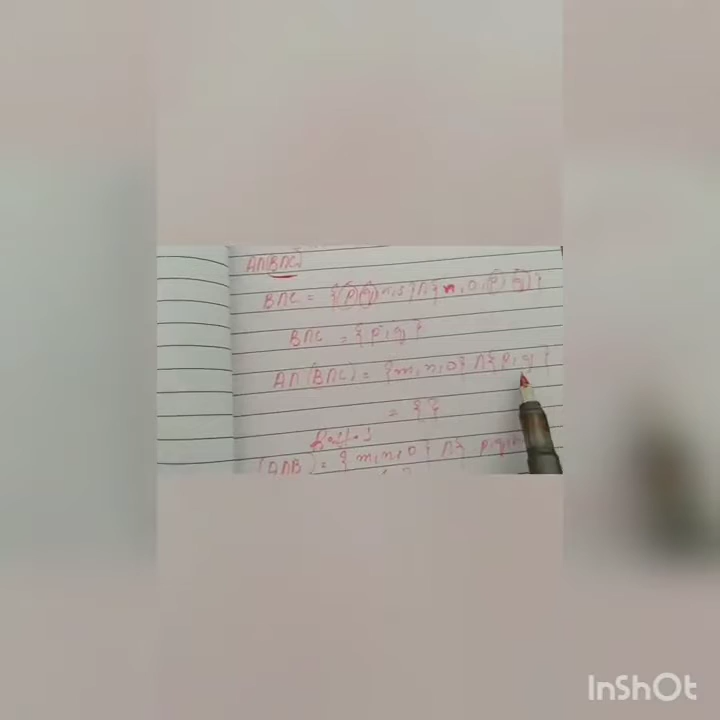 A∩(B∩C)
B∩C = {(p)(q) r, s} ∩ { n, o, p, q }
B∩C = {p, q}
A∩(B∩C) = {m, n, o} ∩ {p, q}
= { }
(A∩B) = {m, n, o} ∩ { p, q,
InShOt